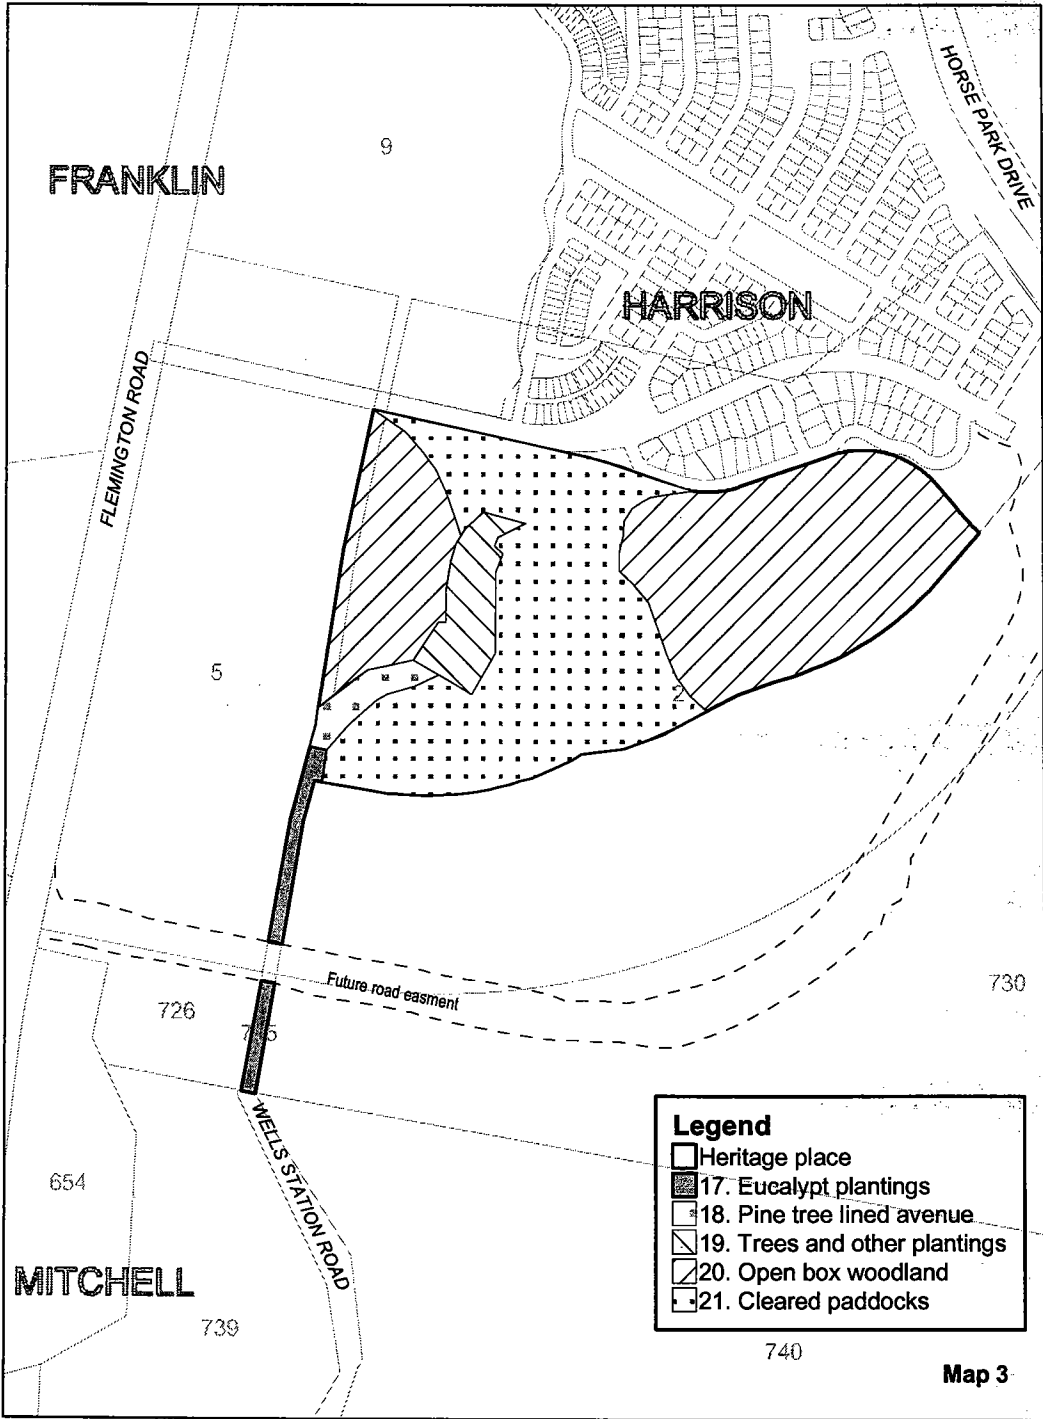 HORSE PARK DRIVE
9
FRANKLIN
HARRISON
FLEMINGTON ROAD
5
2
Future road easment
730
726
WELLS STATION ROAD
Legend
Heritage place
17. Eucalypt plantings
18. Pine tree lined avenue
19. Trees and other plantings
20. Open box woodland
21. Cleared paddocks
654
MITCHELL
739
740
Map 3